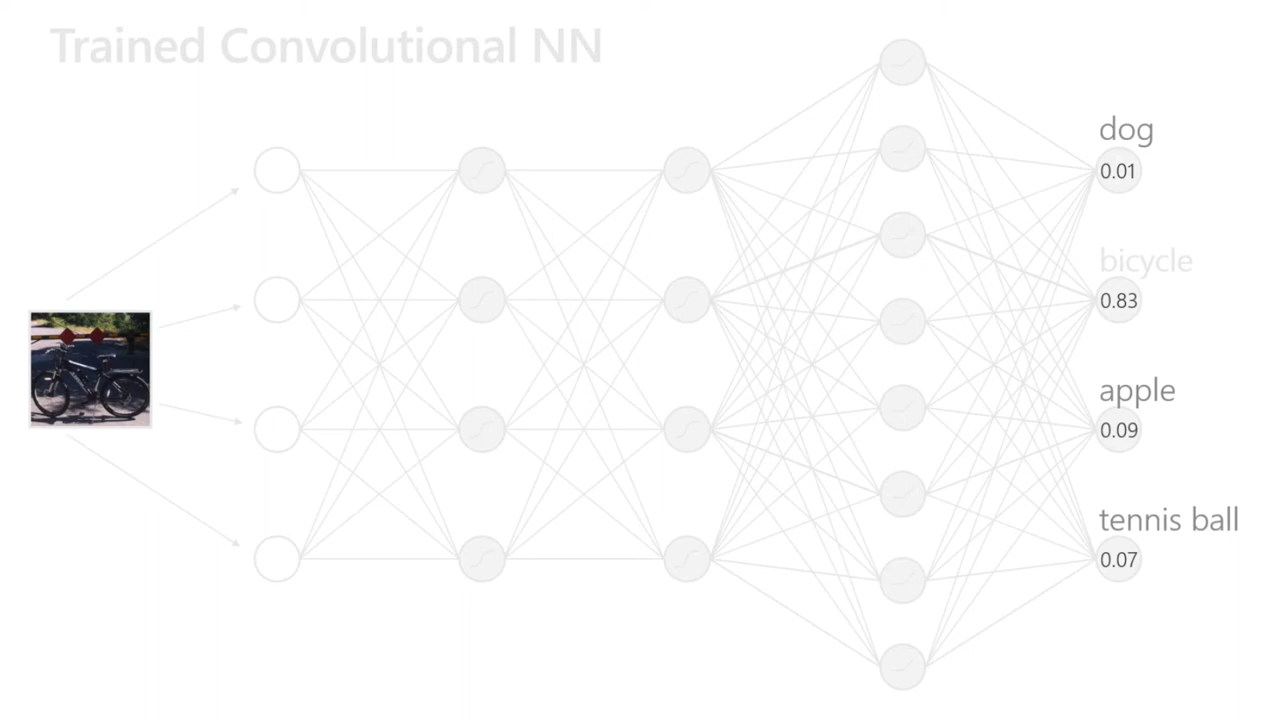 Trained Convolutional NN
dog
0.01
bicycle
0.83
apple
0.09
tennis ball
0.07